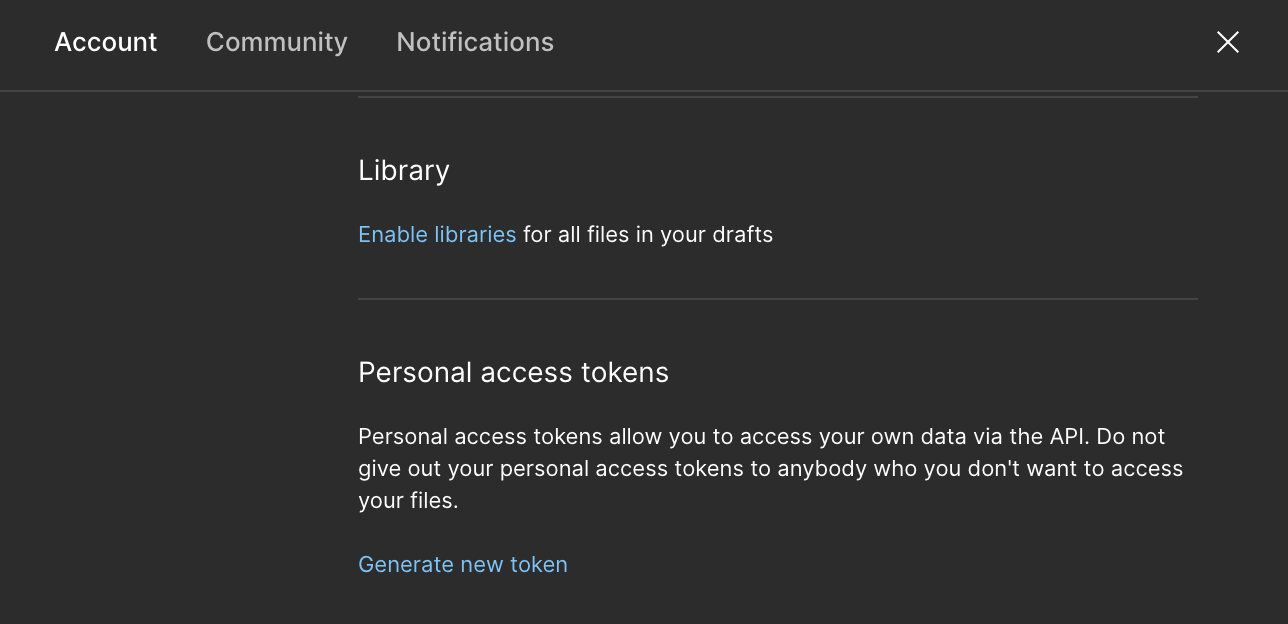 Account Community Notifications
Library
Enable libraries for all files in your drafts
Personal access tokens
Personal access tokens allow you to access your own data via the API. Do not
give out your personal access tokens to anybody who you don't want to access
your files.
Generate new token